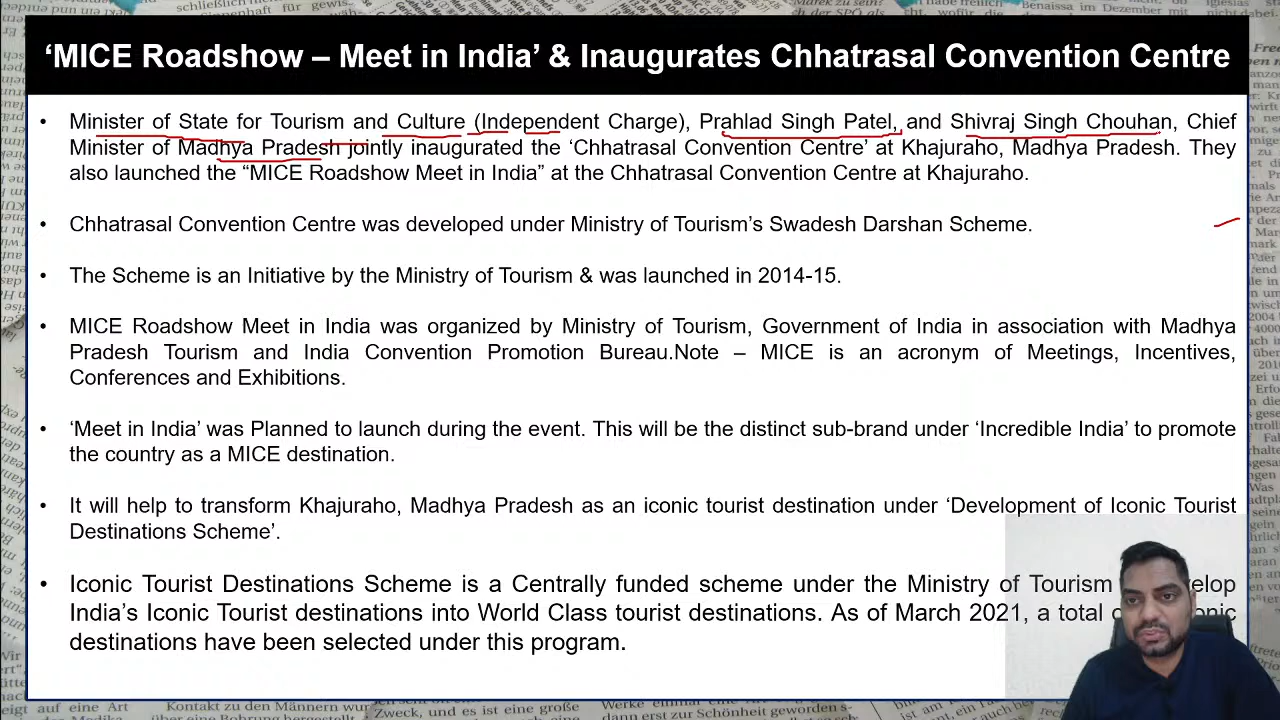 ‘MICE Roadshow – Meet in India’ & Inaugurates Chhatrasal Convention Centre
• Minister of State for Tourism and Culture (Independent Charge), Prahlad Singh Patel, and Shivraj Singh Chouhan, Chief
Minister of Madhya Pradesh jointly inaugurated the ‘Chhatrasal Convention Centre’ at Khajuraho, Madhya Pradesh. They
also launched the “MICE Roadshow Meet in India” at the Chhatrasal Convention Centre at Khajuraho.
• Chhatrasal Convention Centre was developed under Ministry of Tourism’s Swadesh Darshan Scheme.
• The Scheme is an Initiative by the Ministry of Tourism & was launched in 2014-15.
• MICE Roadshow Meet in India was organized by Ministry of Tourism, Government of India in association with Madhya
Pradesh Tourism and India Convention Promotion Bureau.Note – MICE is an acronym of Meetings, Incentives,
Conferences and Exhibitions.
• ‘Meet in India’ was Planned to launch during the event. This will be the distinct sub-brand under ‘Incredible India’ to promote
the country as a MICE destination.
• It will help to transform Khajuraho, Madhya Pradesh as an iconic tourist destination under ‘Development of Iconic Tourist
Destinations Scheme’.
• Iconic Tourist Destinations Scheme is a Centrally funded scheme under the Ministry of Tourism
India’s Iconic Tourist destinations into World Class tourist destinations. As of March 2021, a total
destinations have been selected under this program.